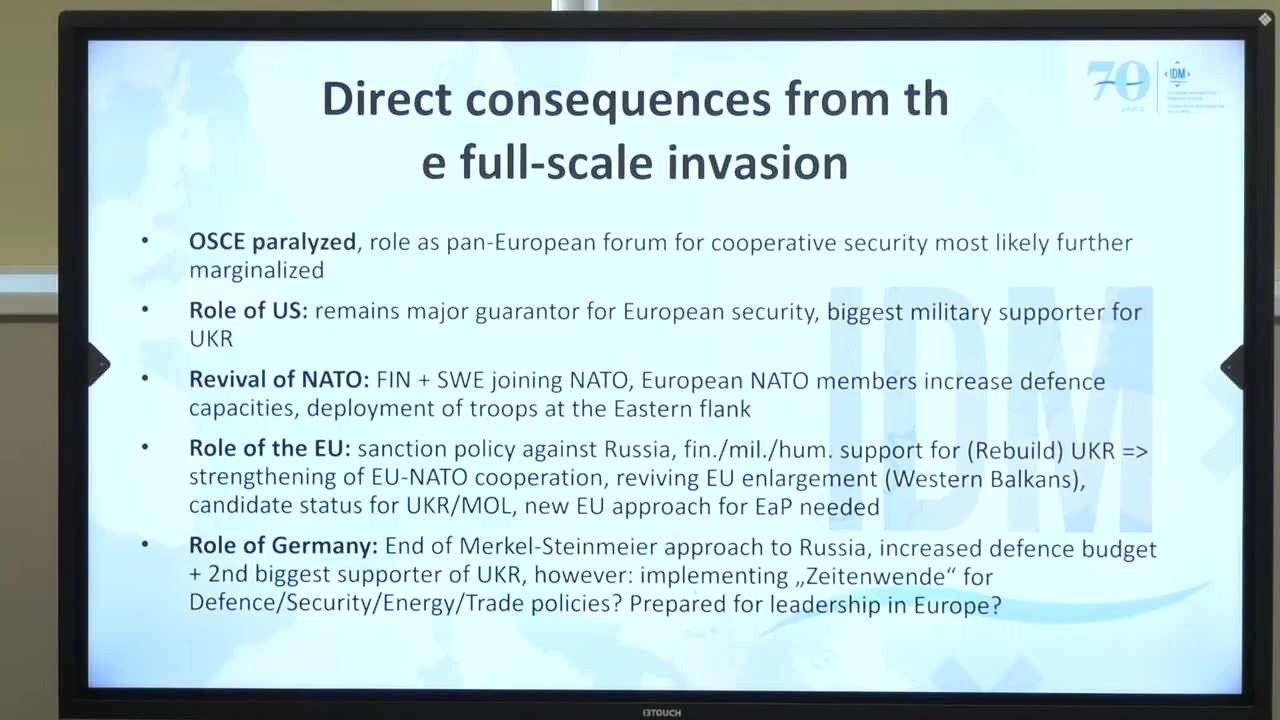 Direct consequences from th
e full-scale invasion
70
years
IDM
• OSCE paralyzed, role as pan-European forum for cooperative security most likely further
marginalized
• Role of US: remains major guarantor for European security, biggest military supporter for
UKR
• Revival of NATO: FIN + SWE joining NATO, European NATO members increase defence
capacities, deployment of troops at the Eastern flank
• Role of the EU: sanction policy against Russia, fin./mil./hum. support for (Rebuild) UKR =>
strengthening of EU-NATO cooperation, reviving EU enlargement (Western Balkans),
candidate status for UKR/MOL, new EU approach for EaP needed
• Role of Germany: End of Merkel-Steinmeier approach to Russia, increased defence budget
+ 2nd biggest supporter of UKR, however: implementing „Zeitenwende“ for
Defence/Security/Energy/Trade policies? Prepared for leadership in Europe?
IDM
i3TOUCH